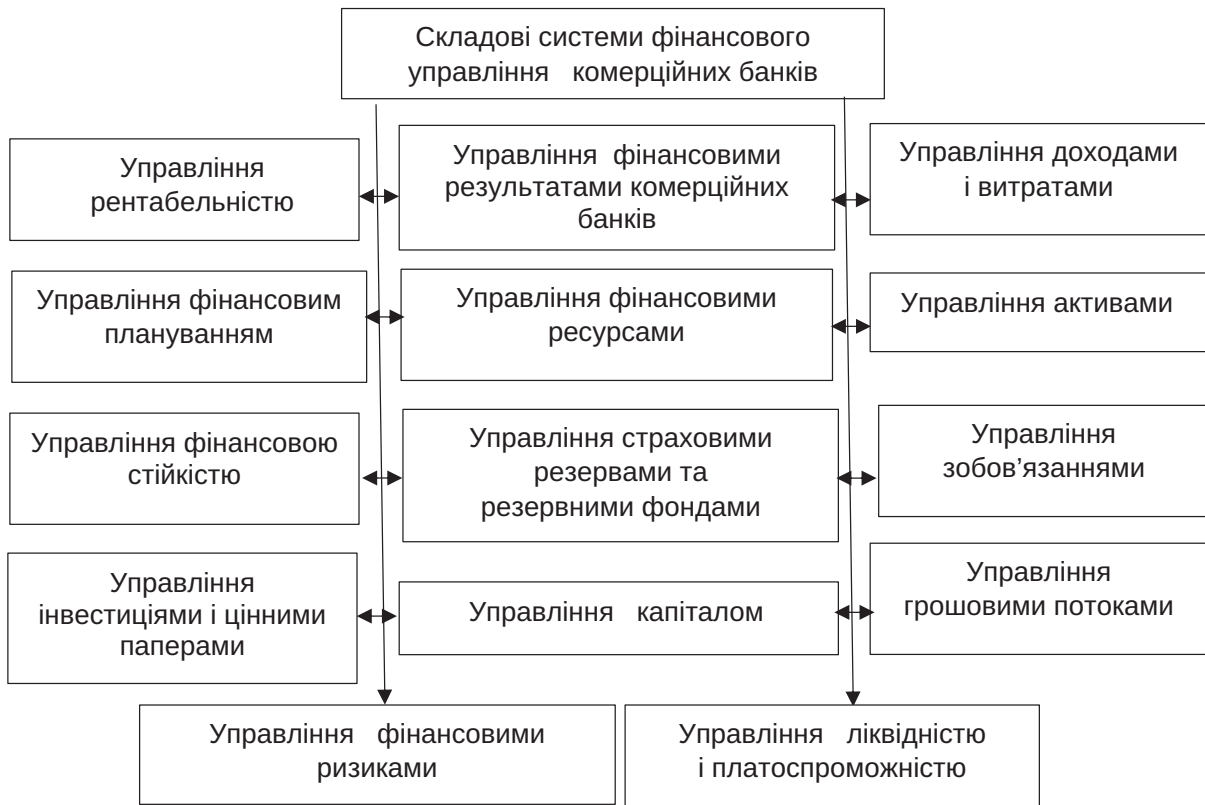 Складові системи фінансового
управління комерційних банків
Управління
рентабельністю
Управління фінансовими
результатами комерційних
банків
Управління доходами
і витратами
Управління фінансовим
плануванням
Управління фінансовими
ресурсами
Управління активами
Управління фінансовою
стійкістю
Управління страховими
резервами та
резервними фондами
Управління
зобов’язаннями
Управління
інвестиціями і цінними
паперами
Управління капіталом
Управління
грошовими потоками
Управління фінансовими
ризиками
Управління ліквідністю
і платоспроможністю